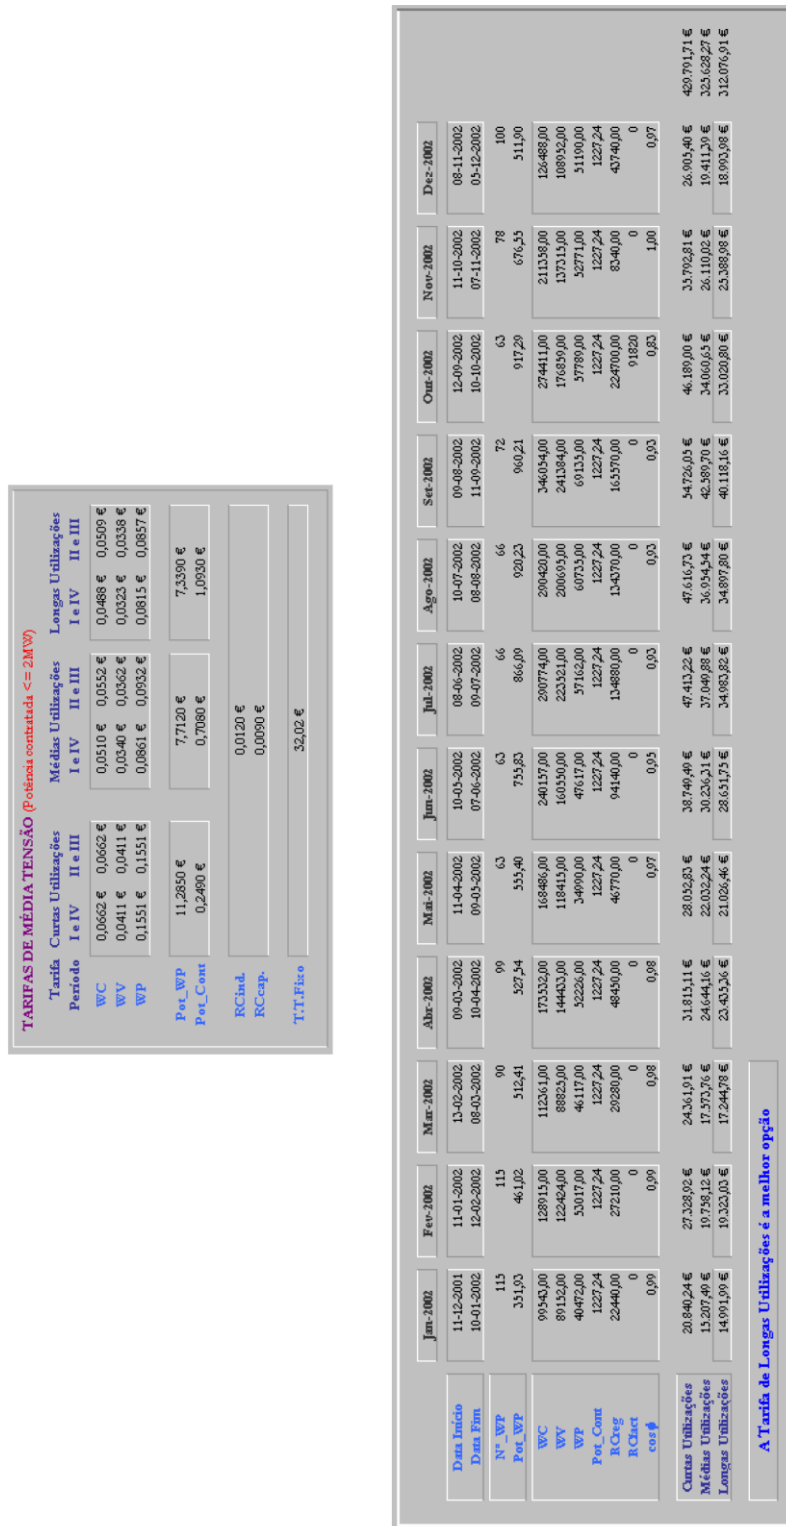 TARIFAS DE MÉDIA TENSÃO (Potência contratada <= 2MW)
Tarifa Curtas Utilizações Médias Utilizações Longas Utilizações
Período I e IV II e III I e IV II e III I e IV II e III
WC 0,0662 € 0,0662 € 0,0510 € 0,0552 € 0,0488 € 0,0509 €
WV 0,0411 € 0,0411 € 0,0340 € 0,0362 € 0,0323 € 0,0338 €
WP 0,1551 € 0,1551 € 0,0861 € 0,0932 € 0,0815 € 0,0857 €
Pot_WP 11,2850 € 7,7120 € 7,3390 €
Pot_Cont 0,2490 € 0,7080 € 1,0930 €
RCind. 0,0120 €
RCcap. 0,0090 €
T.T.Fixo 32,02 €
Jan-2002 Fev-2002 Mar-2002 Abr-2002 Mai-2002 Jun-2002 Jul-2002 Ago-2002 Set-2002 Out-2002 Nov-2002 Dez-2002
Data Início 11-12-2001 11-01-2002 13-02-2002 09-03-2002 11-04-2002 10-05-2002 08-06-2002 10-07-2002 09-08-2002 12-09-2002 11-10-2002 08-11-2002
Data Fim 10-01-2002 12-02-2002 08-03-2002 10-04-2002 09-05-2002 07-06-2002 09-07-2002 08-08-2002 11-09-2002 10-10-2002 07-11-2002 05-12-2002
Nº_WP 115 115 90 99 63 63 66 66 72 63 78 100
Pot_WP 351,93 461,02 512,41 527,54 555,40 755,83 866,09 920,23 960,21 917,29 676,55 511,90
WC 99543,00 128915,00 112361,00 173532,00 168486,00 240157,00 290774,00 290420,00 346054,00 274411,00 211358,00 126488,00
WV 89152,00 122424,00 88825,00 144433,00 118415,00 160550,00 223521,00 200695,00 241384,00 176859,00 137315,00 108952,00
WP 40472,00 53017,00 46117,00 52226,00 34990,00 47617,00 57162,00 60735,00 69135,00 57789,00 52771,00 51190,00
Pot_Cont 1227,24 1227,24 1227,24 1227,24 1227,24 1227,24 1227,24 1227,24 1227,24 1227,24 1227,24 1227,24
RCreg 22440,00 27210,00 29280,00 48450,00 46770,00 94140,00 134880,00 134370,00 165570,00 224700,00 8340,00 43740,00
RCfact 0 0 0 0 0 0 0 0 0 91820 0 0
cos ϕ 0,99 0,99 0,98 0,98 0,97 0,95 0,93 0,93 0,93 0,83 1,00 0,97
Curtas Utilizações 20.840,24 € 27.328,92 € 24.361,91 € 31.815,11 € 28.052,83 € 38.749,49 € 47.413,22 € 47.616,73 € 54.726,05 € 46.189,00 € 35.792,81 € 26.905,40 € 429.791,71 €
Médias Utilizações 15.207,49 € 19.758,12 € 17.573,76 € 24.644,16 € 22.032,24 € 30.236,31 € 37.049,88 € 36.954,54 € 42.589,70 € 34.060,65 € 26.110,02 € 19.411,39 € 325.628,27 €
Longas Utilizações 14.991,99 € 19.323,03 € 17.244,78 € 23.435,36 € 21.026,46 € 28.651,75 € 34.983,82 € 34.897,80 € 40.118,16 € 33.020,80 € 25.388,98 € 18.993,98 € 312.076,91 €
A Tarifa de Longas Utilizações é a melhor opção